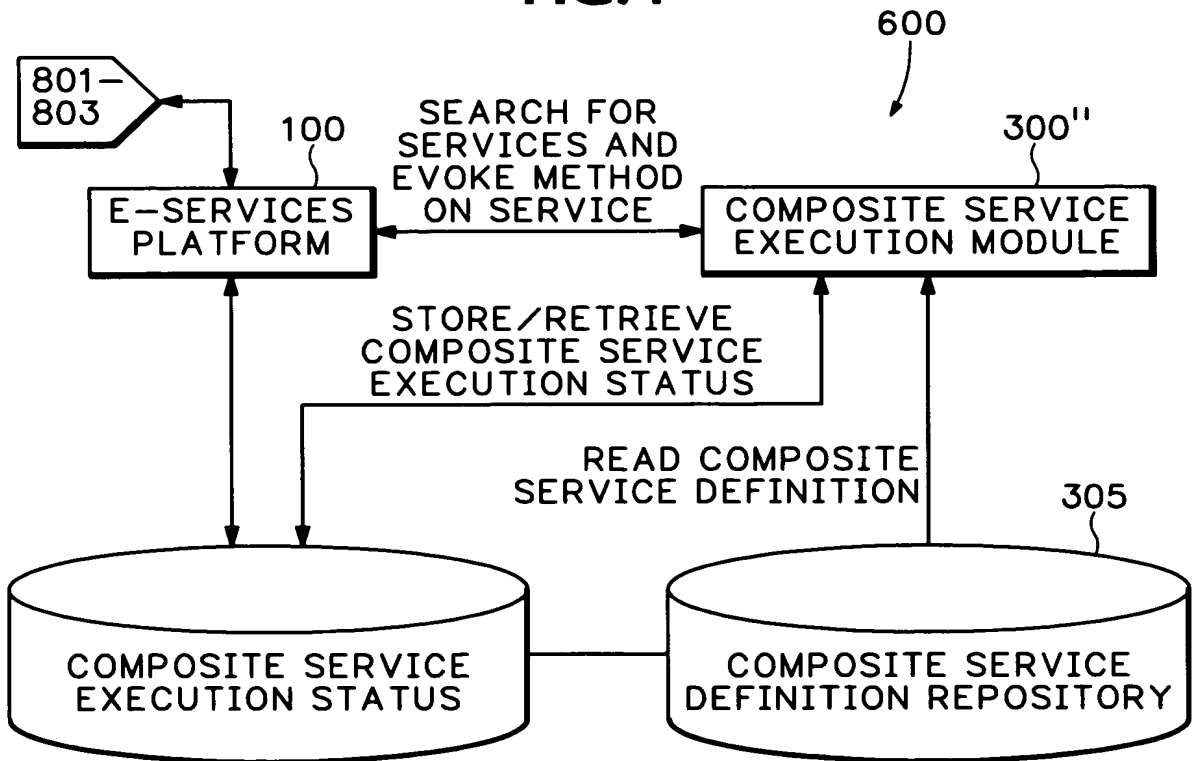 600
801–
803
100
SEARCH FOR
SERVICES AND
EVOKE METHOD
ON SERVICE
300"
E-SERVICES
PLATFORM
COMPOSITE SERVICE
EXECUTION MODULE
STORE/RETRIEVE
COMPOSITE SERVICE
EXECUTION STATUS
READ COMPOSITE
SERVICE DEFINITION
305
COMPOSITE SERVICE
EXECUTION STATUS
COMPOSITE SERVICE
DEFINITION REPOSITORY